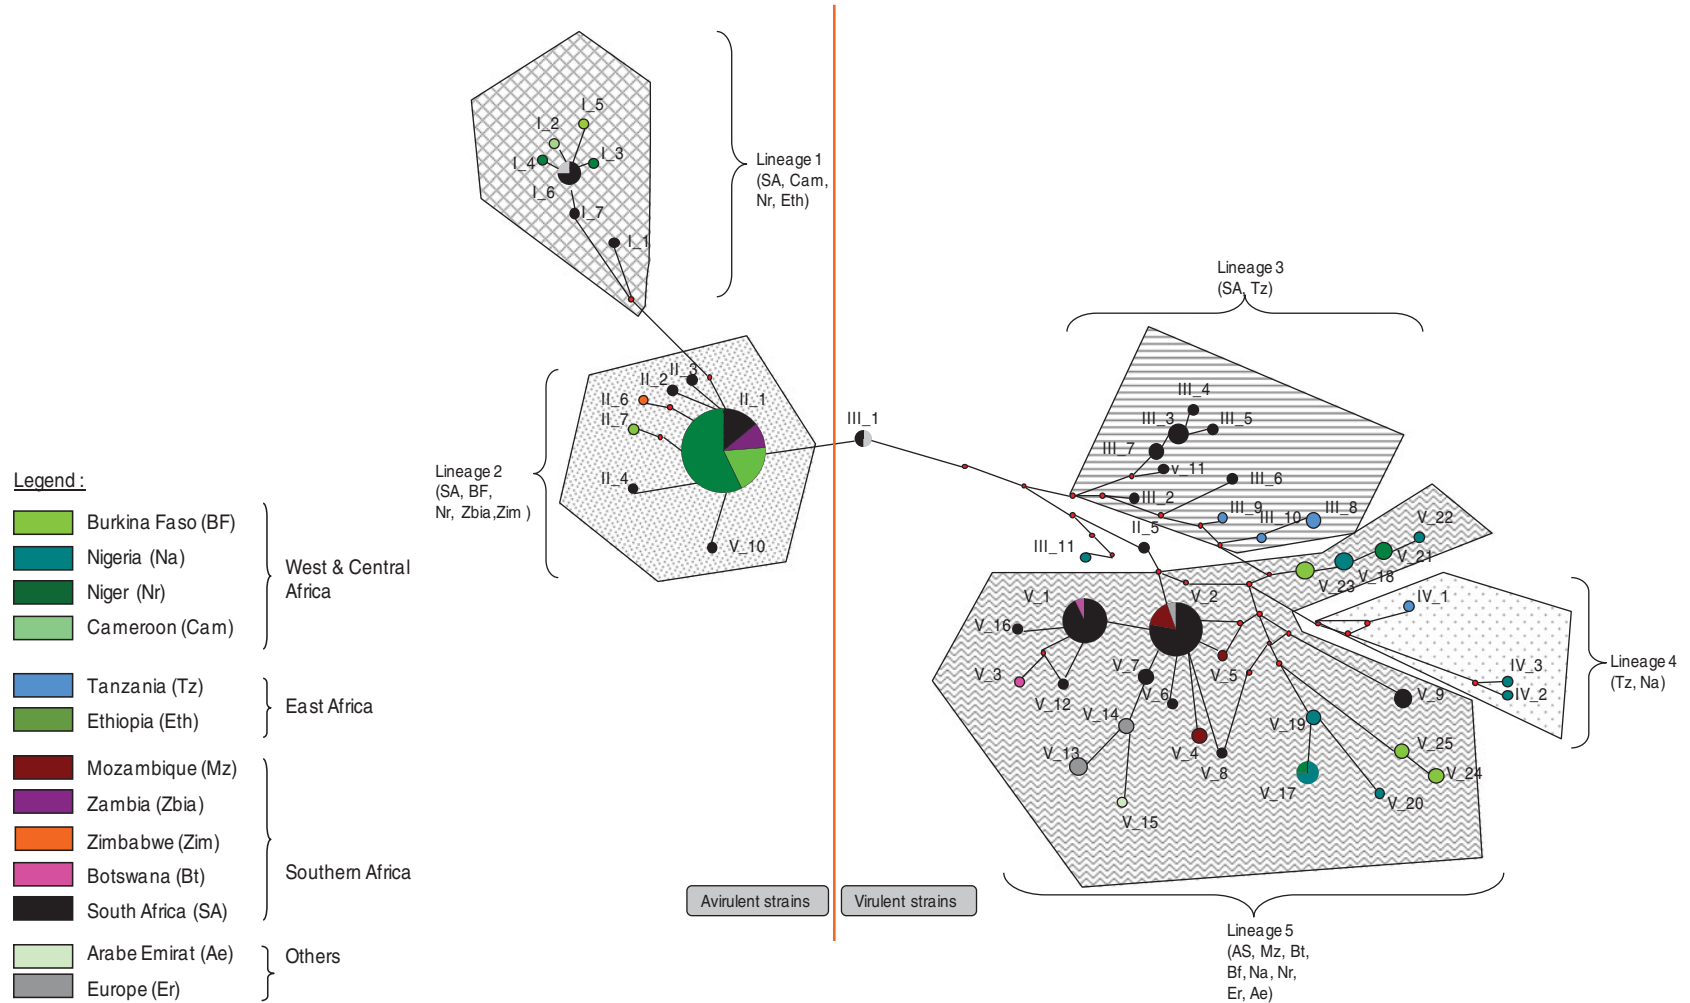 I_5
I_2
I_4
I_3
I_6
I_7
I_1
Lineage 1
(SA, Cam,
Nr, Eth)
Lineage 3
(SA, Tz)
II_3
II_2
II_6
II_1
II_7
II_4
V_10
Lineage 2
(SA, BF,
Nr, Zbia,Zim )
III_1
III_4
III_3
III_5
III_7
v_11
III_6
III_2
III_9
III_10
III_8
II_5
III_11
V_22
V_21
V_18
V_23
V_1
V_2
V_16
V_3
V_12
V_7
V_6
V_5
V_14
V_13
V_4
V_8
V_15
V_19
V_17
V_20
V_9
V_25
V_24
IV_1
IV_3
IV_2
Lineage 4
(Tz, Na)
Legend :
Burkina Faso (BF)
Nigeria (Na)
Niger (Nr)
Cameroon (Cam)
West & Central
Africa
Tanzania (Tz)
Ethiopia (Eth)
East Africa
Mozambique (Mz)
Zambia (Zbia)
Zimbabwe (Zim)
Botswana (Bt)
South Africa (SA)
Southern Africa
Arabe Emirat (Ae)
Europe (Er)
Others
Avirulent strains
Virulent strains
Lineage 5
(AS, Mz, Bt,
Bf, Na, Nr,
Er, Ae)